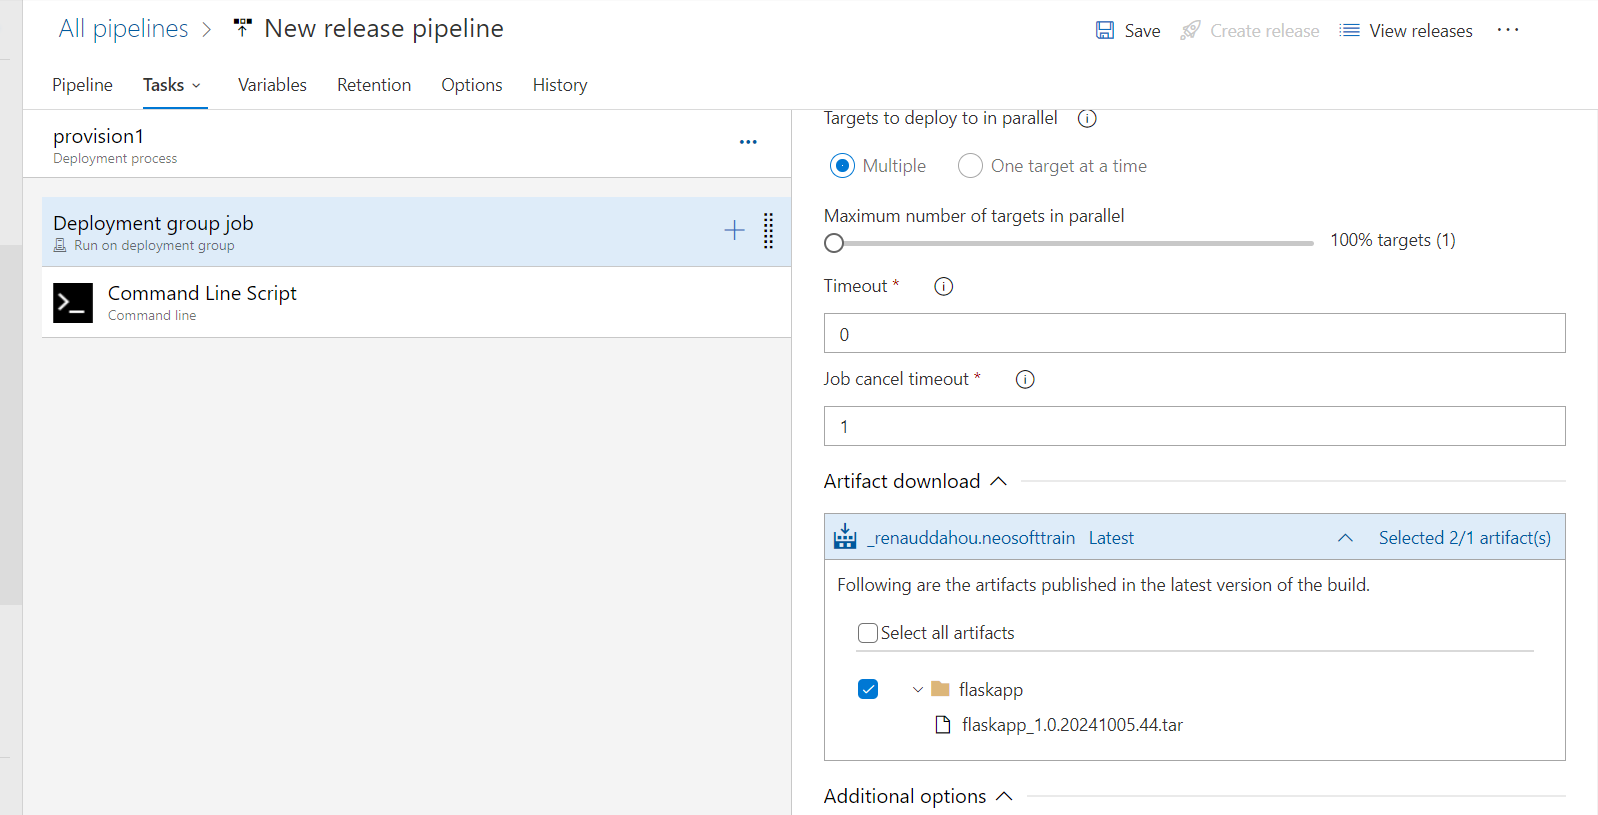 All pipelines > New release pipeline
Save Create release View releases ...
Pipeline Tasks Variables Retention Options History
provision1
Deployment process
Deployment group job
Run on deployment group
Command Line Script
Command line
Targets to deploy to in parallel
Multiple One target at a time
Maximum number of targets in parallel
100% targets (1)
Timeout *
0
Job cancel timeout *
1
Artifact download
_renauddahou.neosofttrain Latest Selected 2/1 artifact(s)
Following are the artifacts published in the latest version of the build.
Select all artifacts
flaskapp
flaskapp_1.0.20241005.44.tar
Additional options